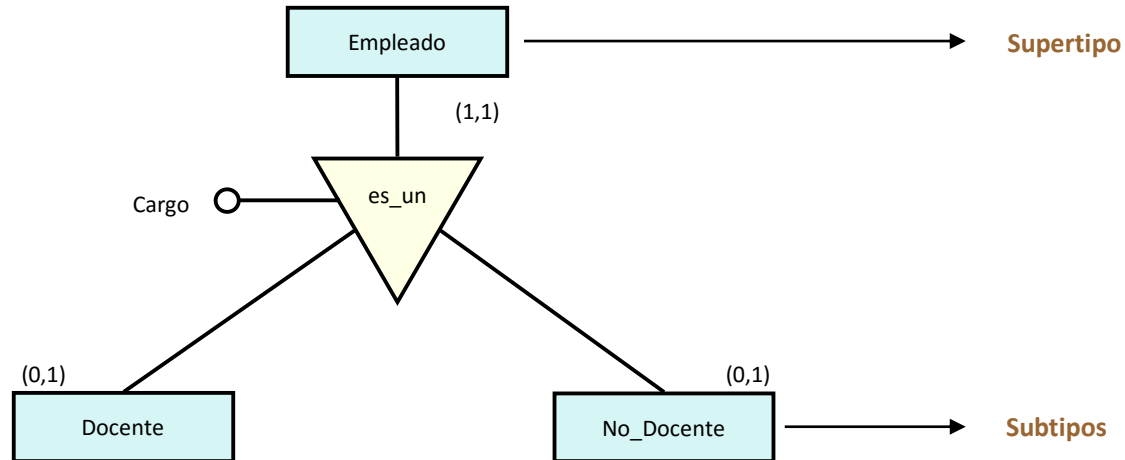 Empleado
Supertipo
(1,1)
es_un
Cargo
(0,1)
(0,1)
Docente
No_Docente
Subtipos